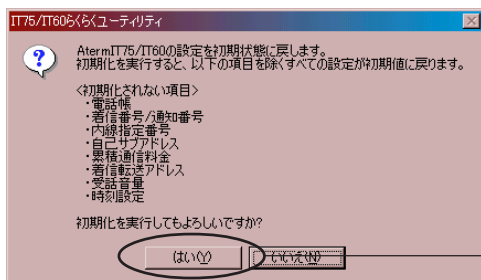 IT75/IT60らくらくユーティリティ
AtermIT75/IT60の設定を初期状態に戻します。
初期化を実行すると、以下の項目を除くすべての設定が初期値に戻ります。
<初期化されない項目>
・電話帳
・着信番号/通知番号
・内線指定番号
・自己サブアドレス
・累積通信料金
・着信転送アドレス
・受話音量
・時刻設定
初期化を実行してもよろしいですか?
はい(Y)
いいえ(N)